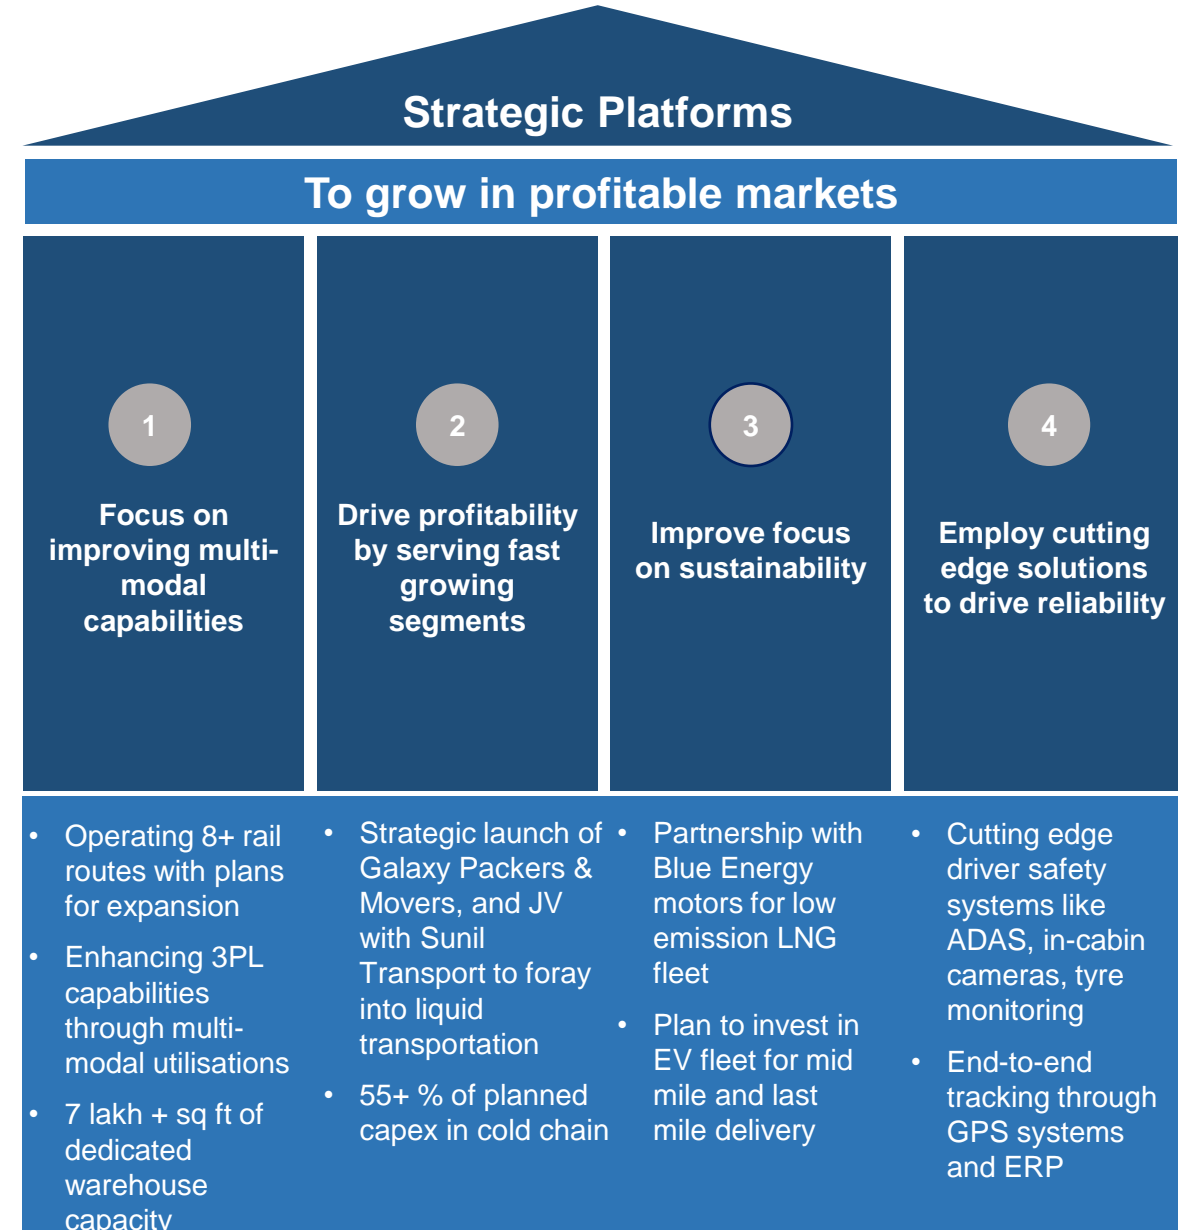 Strategic Platforms
To grow in profitable markets
1
Focus on
improving multi-
modal
capabilities
2
Drive profitability
by serving fast
growing
segments
3
Improve focus
on sustainability
4
Employ cutting
edge solutions
to drive reliability
• Operating 8+ rail
routes with plans
for expansion
• Enhancing 3PL
capabilities
through multi-
modal utilisations
• 7 lakh + sq ft of
dedicated
warehouse
capacity
• Strategic launch of
Galaxy Packers &
Movers, and JV
with Sunil
Transport to foray
into liquid
transportation
• 55+ % of planned
capex in cold chain
• Partnership with
Blue Energy
motors for low
emission LNG
fleet
• Plan to invest in
EV fleet for mid
mile and last
mile delivery
• Cutting edge
driver safety
systems like
ADAS, in-cabin
cameras, tyre
monitoring
• End-to-end
tracking through
GPS systems
and ERP